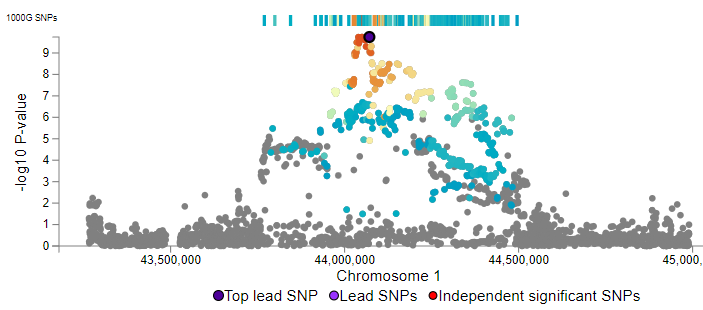 1000G SNPs
9
8
7
6
5
4
3
2
1
0
-log10 P-value
43,500,000 44,000,000 44,500,000 45,000,
Chromosome 1
Top lead SNP Lead SNPs Independent significant SNPs